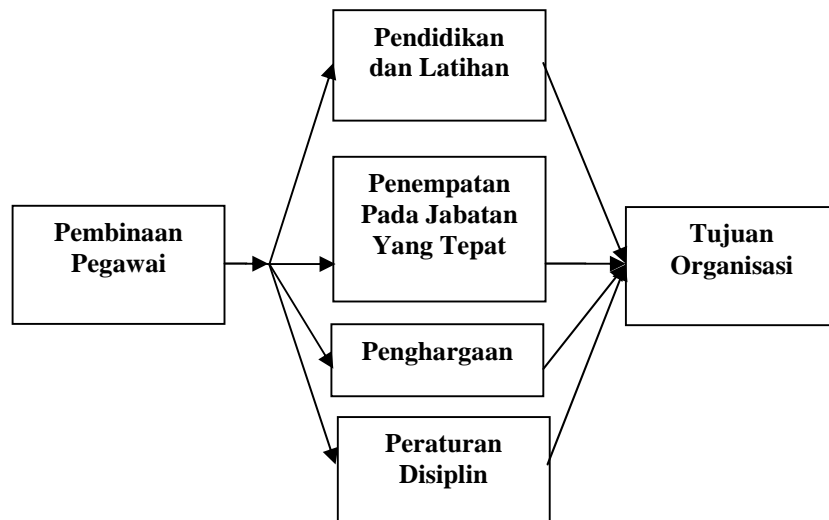 Pendidikan
dan Latihan
Penempatan
Pada Jabatan
Yang Tepat
Pembinaan
Pegawai
Tujuan
Organisasi
Penghargaan
Peraturan
Disiplin